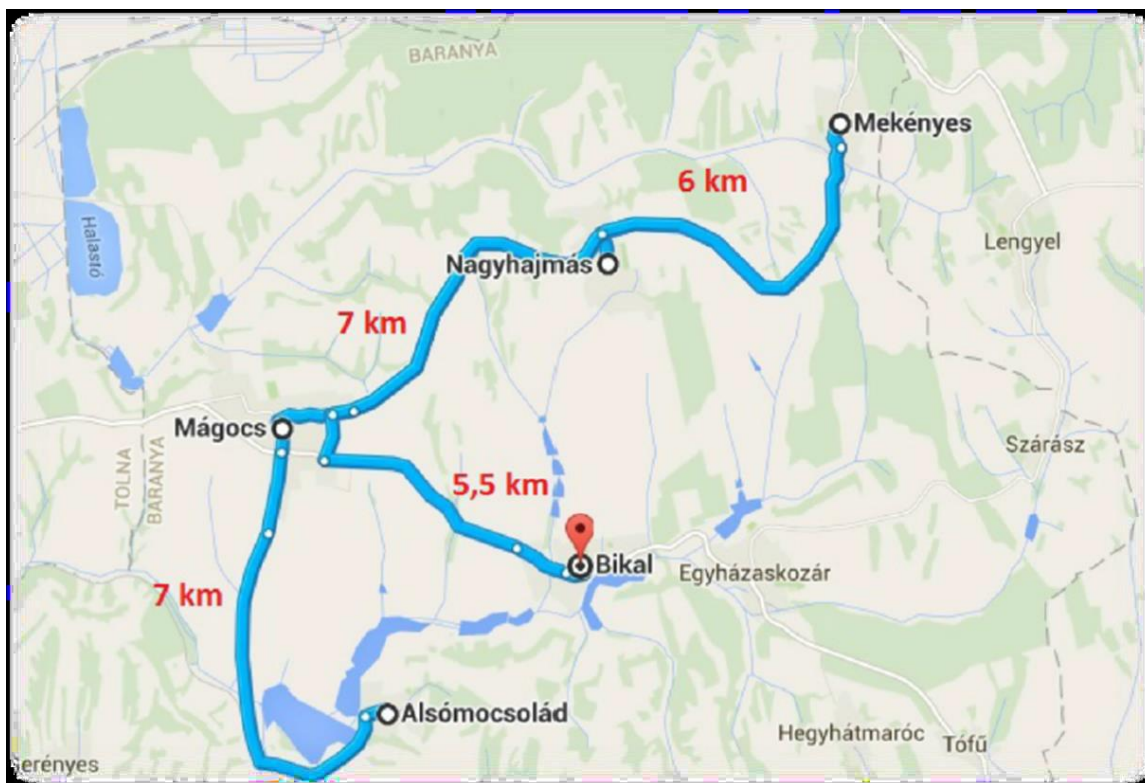 BARANYA
Mekényes
6 km
Halastó
Lengyel
Nagyhajmás
7 km
Mágocs
Szárász
TOLNA
BARANYA
5,5 km
Bikal
Egyházaskozár
7 km
Alsómocsolád
Hegyhátmaróc
Tófű
erényes